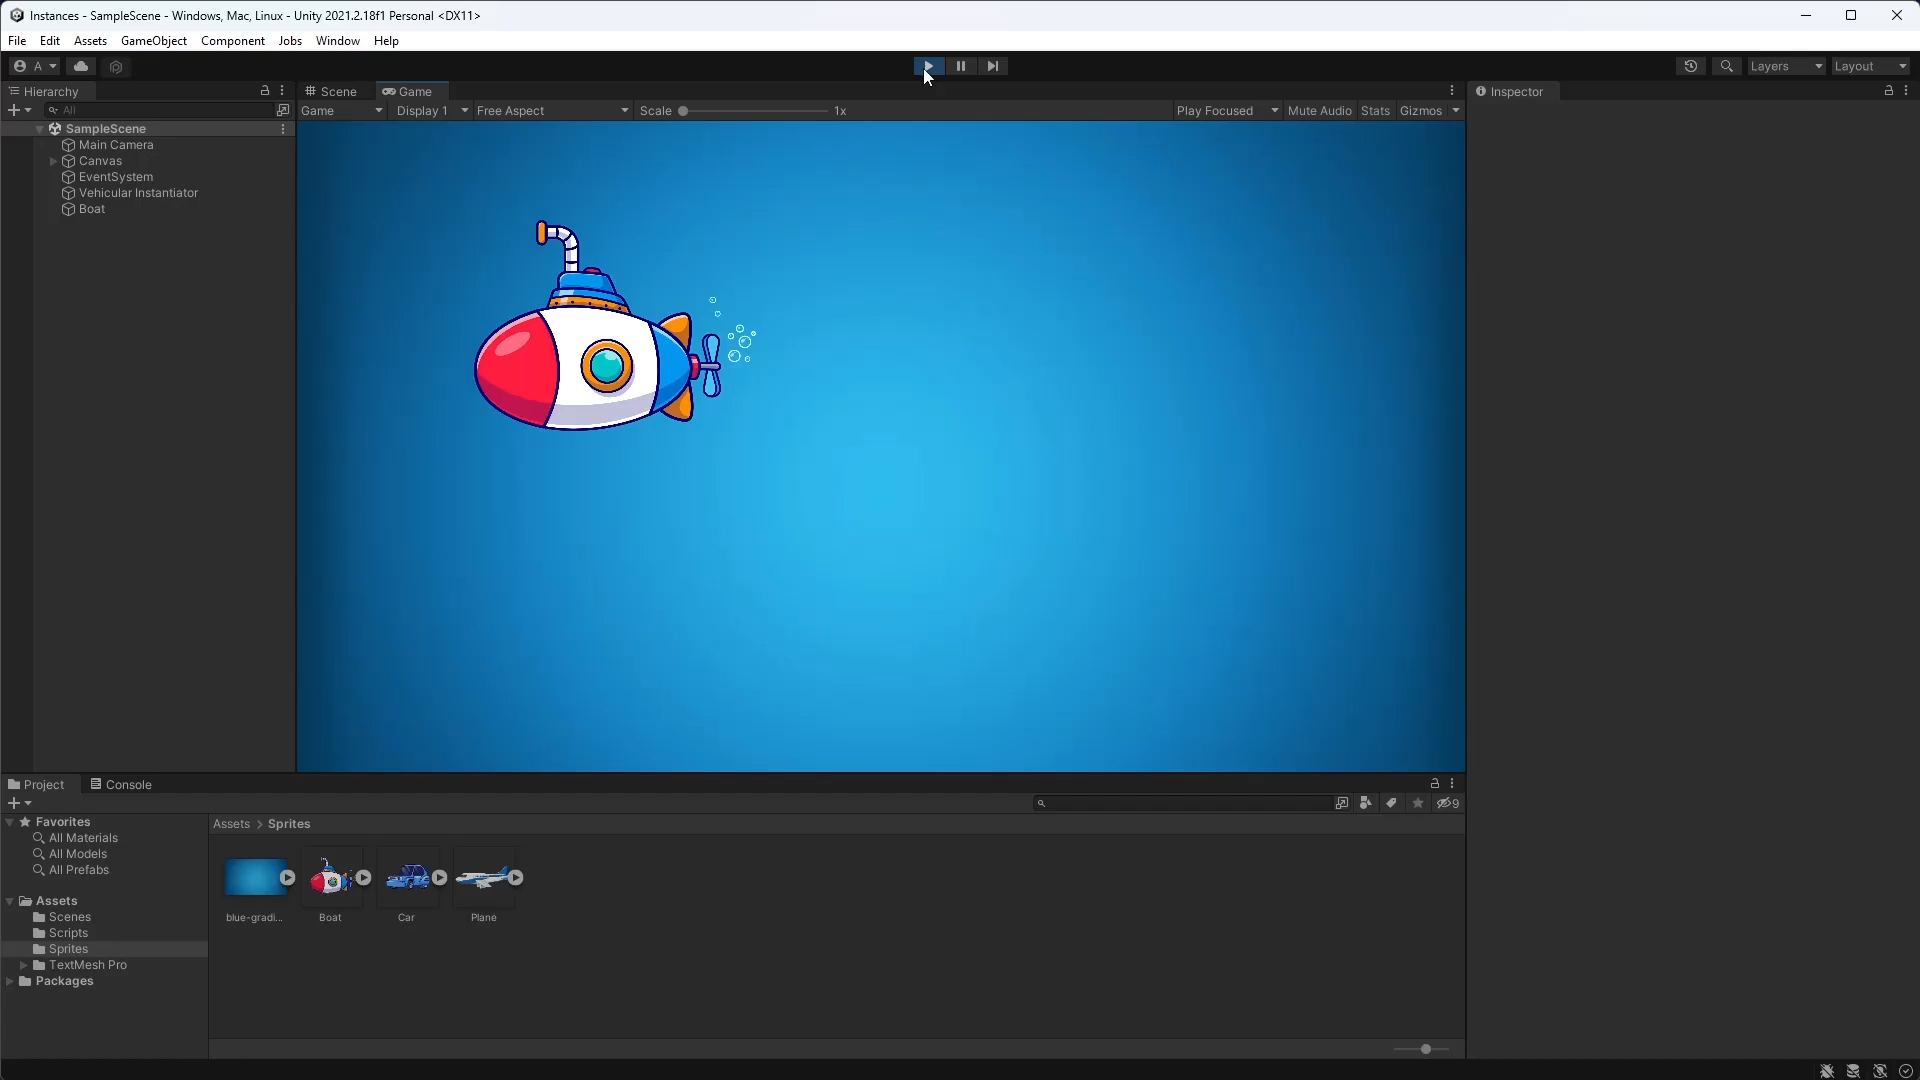 Instances - SampleScene - Windows, Mac, Linux - Unity 2021.2.18f1 Personal <DX11>
File Edit Assets GameObject Component Jobs Window Help
A
Layers Layout
Hierarchy
All
SampleScene
Main Camera
Canvas
EventSystem
Vehicular Instantiator
Boat
Scene Game
Game Display 1 Free Aspect Scale 1x Play Focused Mute Audio Stats Gizmos
Inspector
Project Console
9
Favorites
All Materials
All Models
All Prefabs
Assets
Scenes
Scripts
Sprites
TextMesh Pro
Packages
Assets > Sprites
blue-gradi... Boat Car Plane